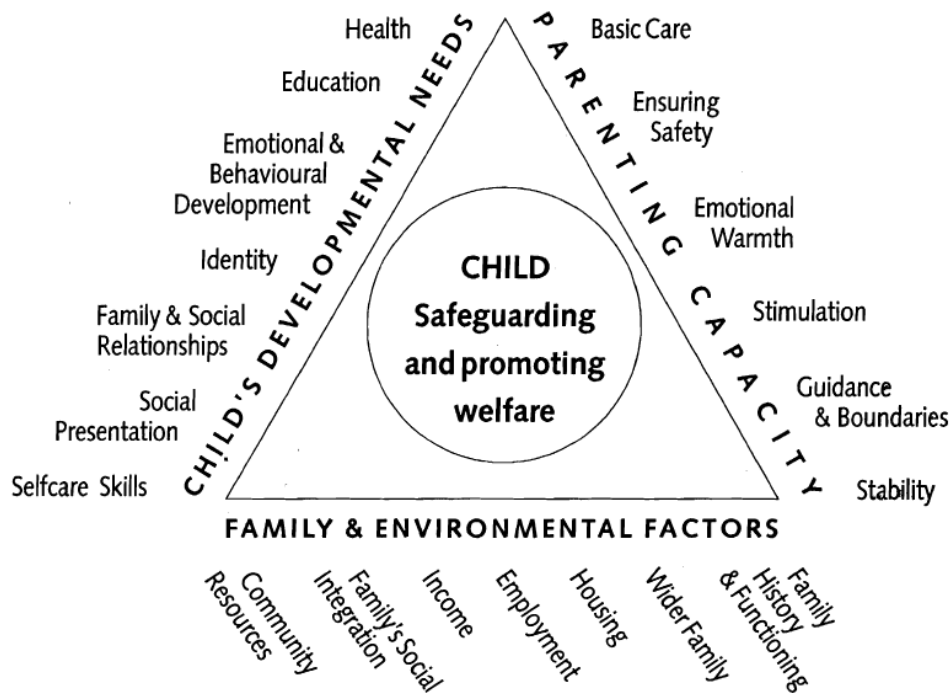 Health
Education
Emotional &
Behavioural
Development
Identity
Family & Social
Relationships
Social
Presentation
Selfcare Skills
CHILD'S DEVELOPMENTAL NEEDS
PARENTING CAPACITY
Basic Care
Ensuring
Safety
Emotional
Warmth
Stimulation
Guidance
& Boundaries
Stability
CHILD
Safeguarding
and promoting
welfare
FAMILY & ENVIRONMENTAL FACTORS
Community
Resources
Family's Social
Integration
Income
Employment
Housing
Wider Family
Family
History
& Functioning